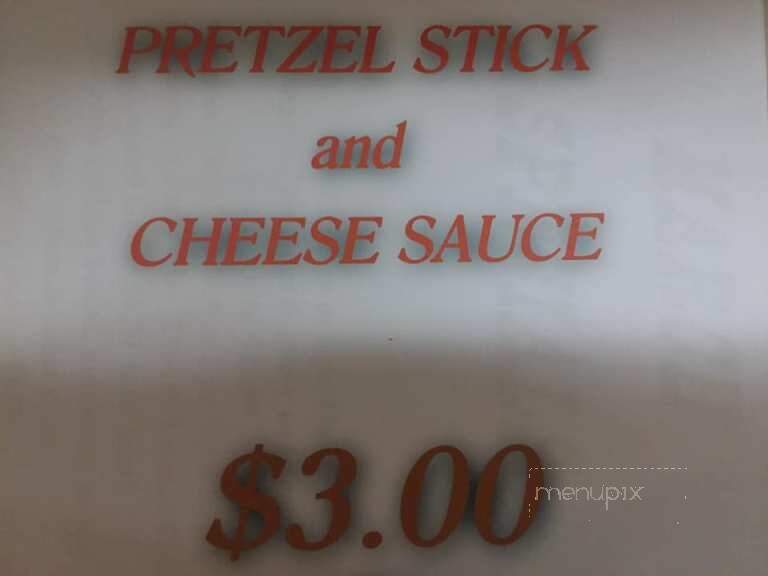 PRETZEL STICK
and
CHEESE SAUCE
$3.00
menupix